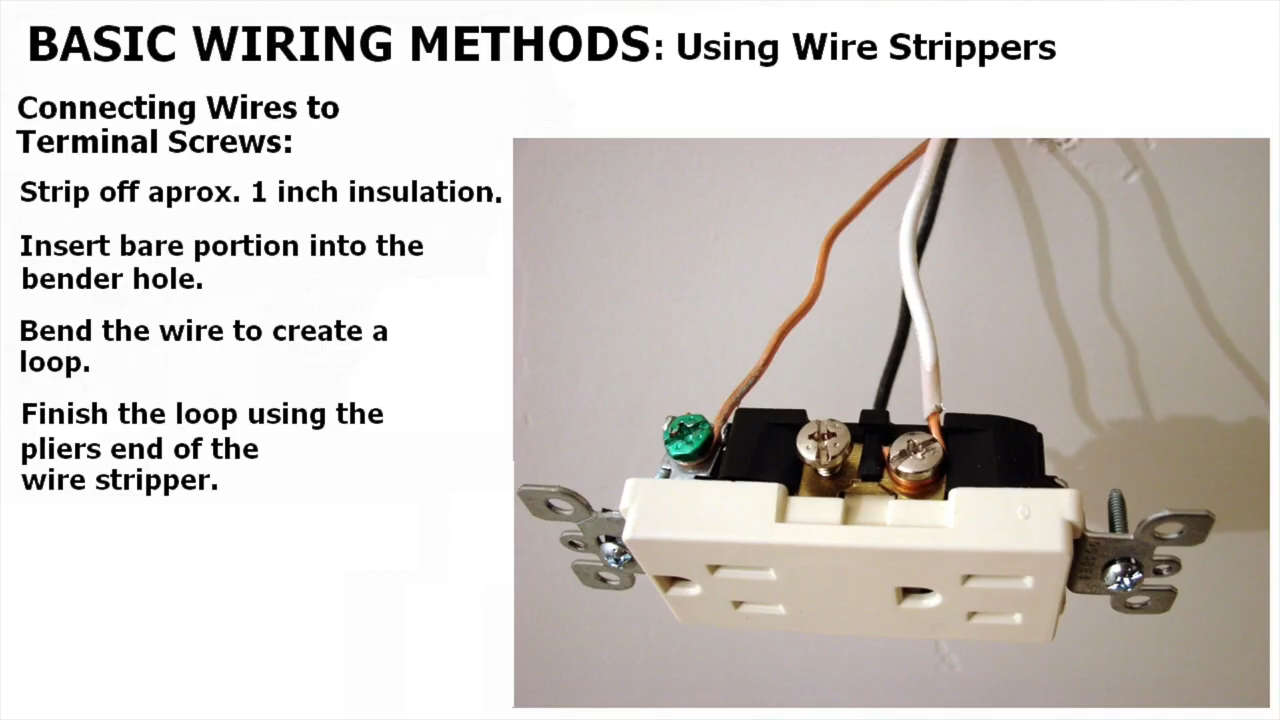 BASIC WIRING METHODS: Using Wire Strippers
Connecting Wires to
Terminal Screws:
Strip off aprox. 1 inch insulation.
Insert bare portion into the
bender hole.
Bend the wire to create a
loop.
Finish the loop using the
pliers end of the
wire stripper.